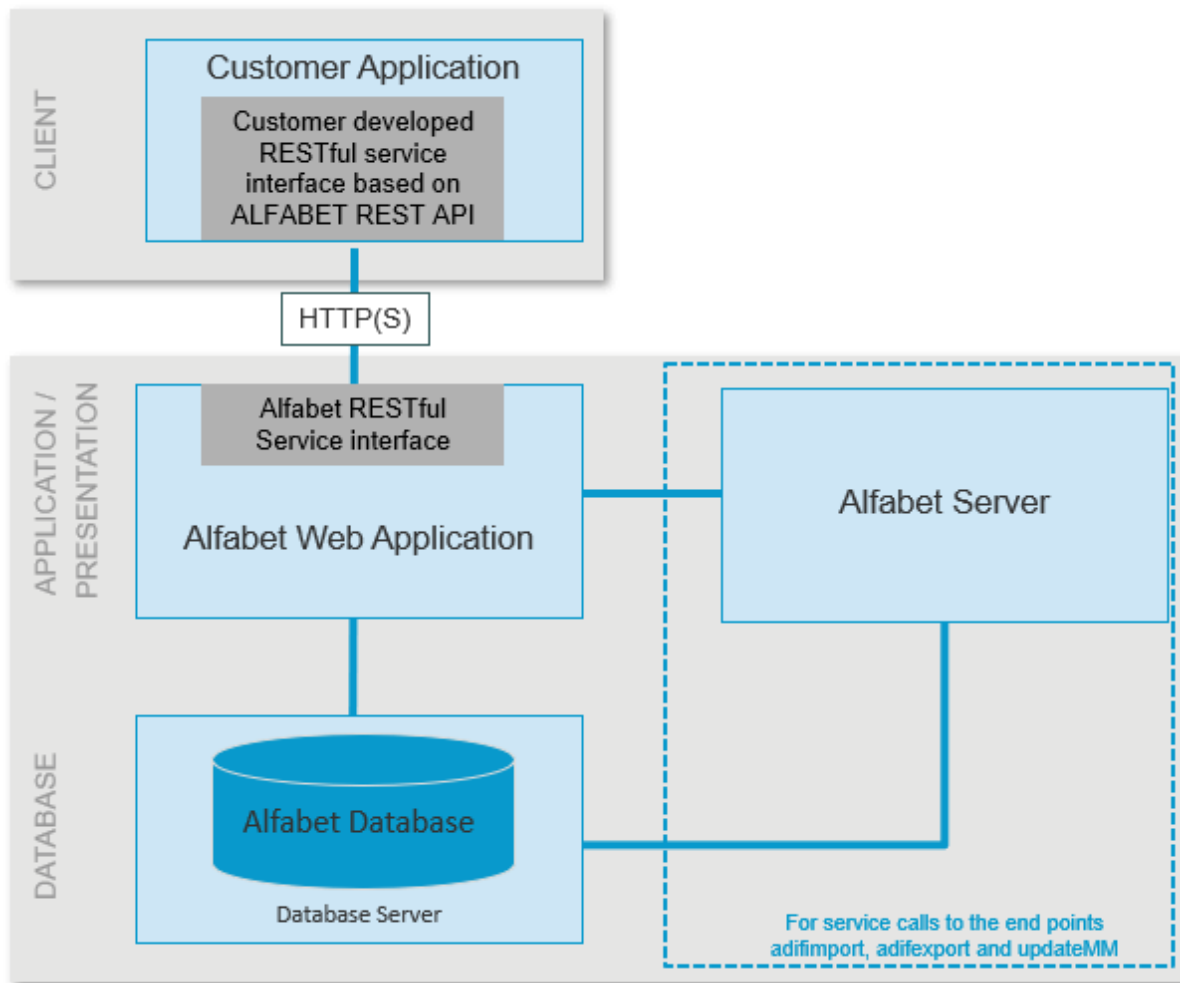 CLIENT
Customer Application
Customer developed
RESTful service
interface based on
ALFABET REST API
HTTP(S)
APPLICATION /
PRESENTATION
Alfabet RESTful
Service interface
Alfabet Web Application
Alfabet Server
DATABASE
Alfabet Database
Database Server
For service calls to the end points
adifimport, adifexport and updateMM